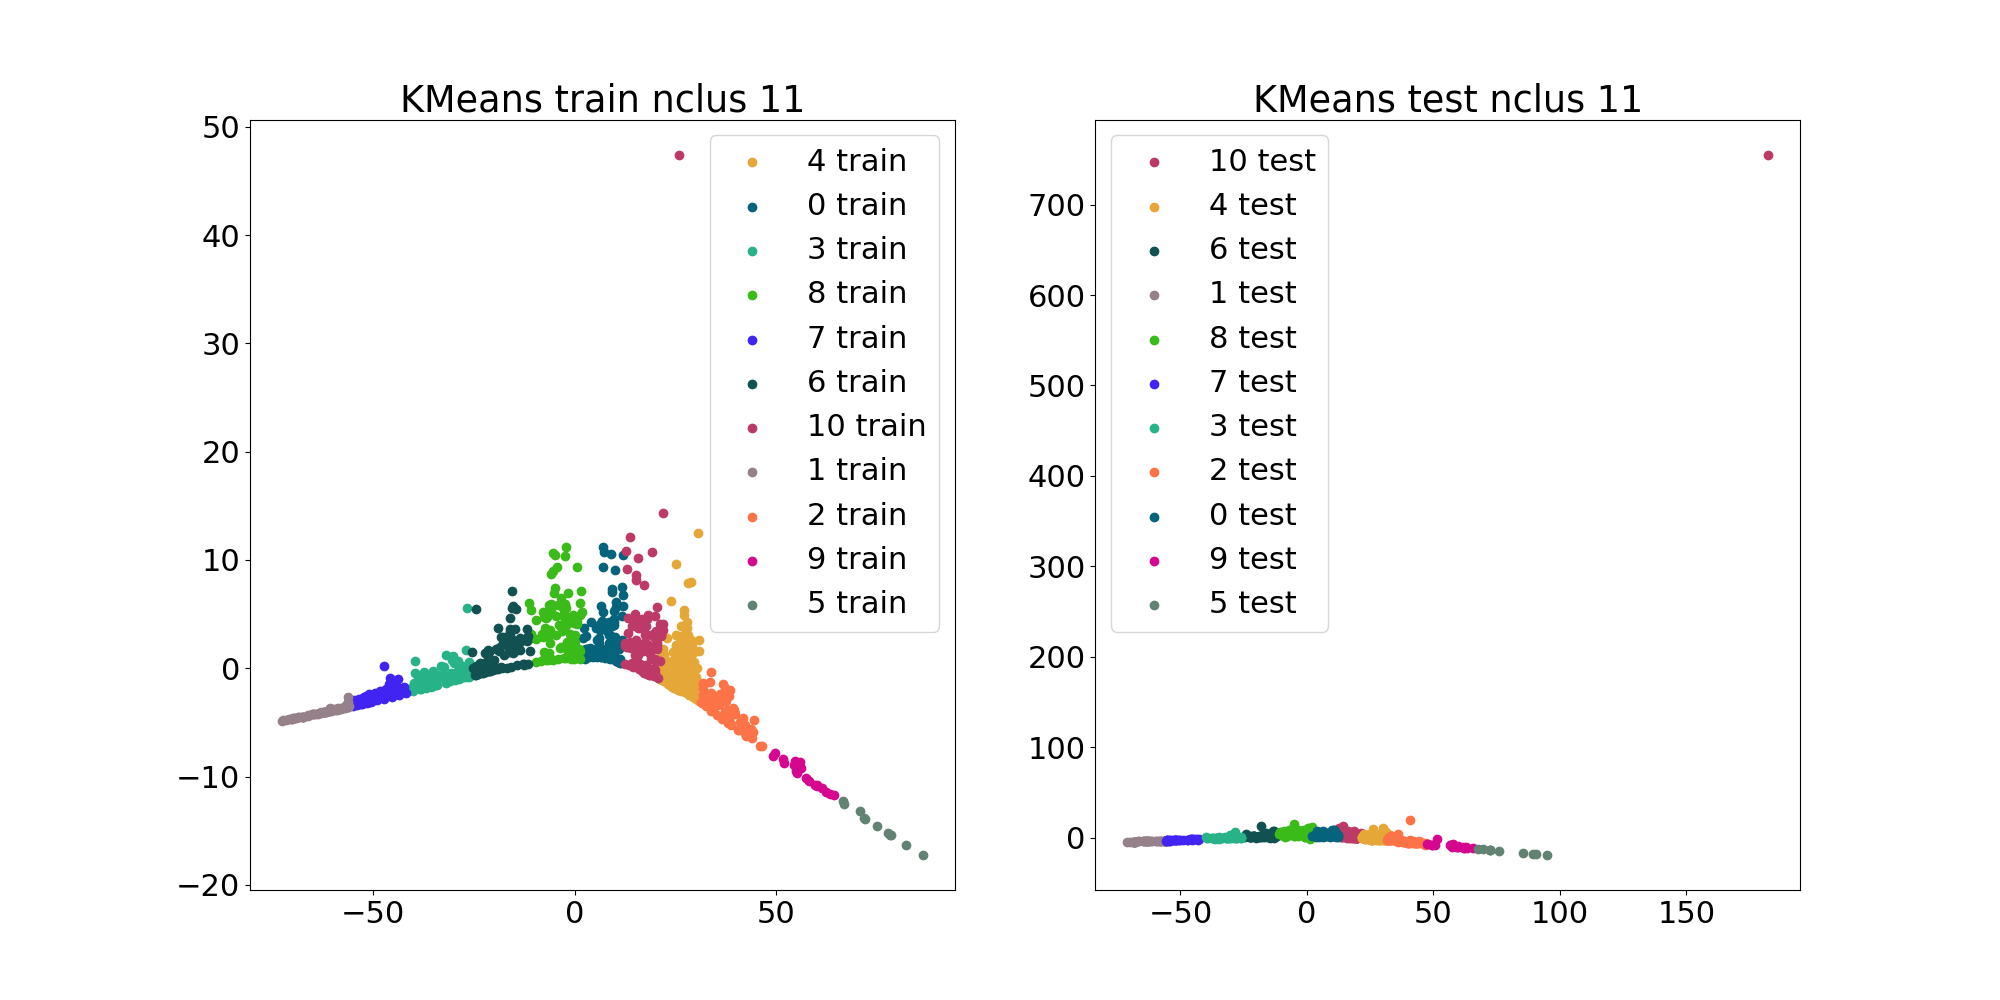 KMeans train nclus 11
50
40
30
20
10
0
−10
−20
−50
0
50
4 train
0 train
3 train
8 train
7 train
6 train
10 train
1 train
2 train
9 train
5 train
KMeans test nclus 11
700
600
500
400
300
200
100
0
−50
0
50
100
150
10 test
4 test
6 test
1 test
8 test
7 test
3 test
2 test
0 test
9 test
5 test